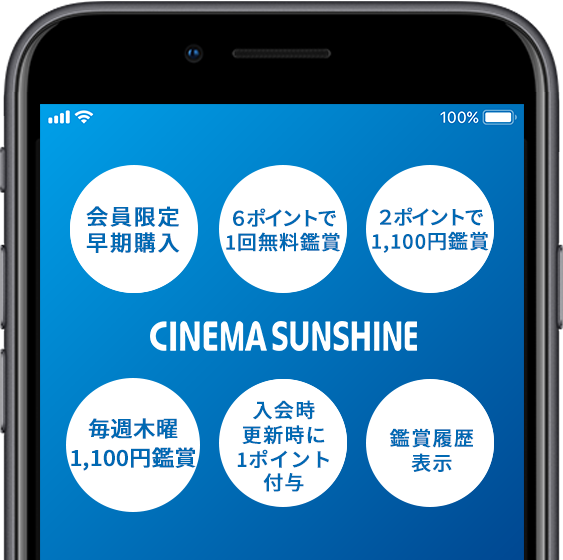 100%
会員限定
早期購入
6ポイントで
1回無料鑑賞
2ポイントで
1,100円鑑賞
CINEMA SUNSHINE
毎週木曜
1,100円鑑賞
入会時
更新時に
1ポイント
付与
鑑賞履歴
表示